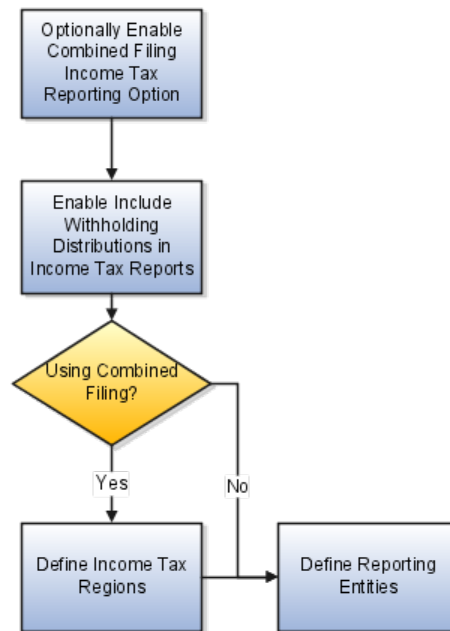 Optionally Enable
Combined Filing
Income Tax
Reporting Option
Enable Include
Withholding
Distributions in
Income Tax Reports
Using Combined
Filing?
Yes
No
Define Income Tax
Regions
Define Reporting
Entities